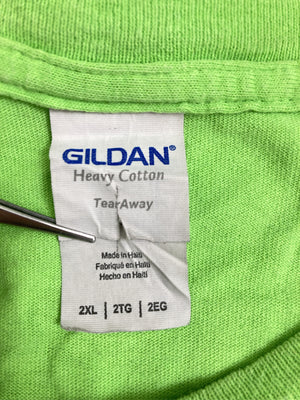 GILDAN®
Heavy Cotton
TearAway
Made in Haiti
Fabriqué en Haïti
Hecho en Haití
2XL | 2TG | 2EG